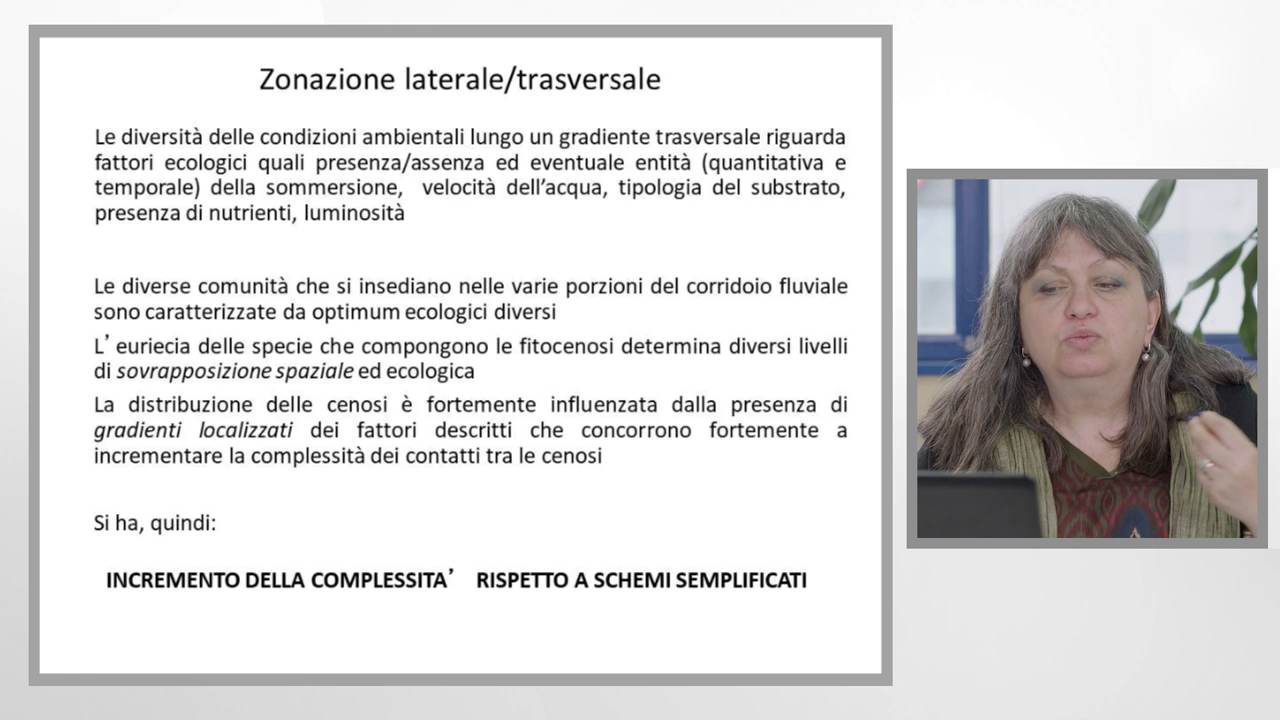 Zonazione laterale/trasversale
Le diversità delle condizioni ambientali lungo un gradiente trasversale riguarda
fattori ecologici quali presenza/assenza ed eventuale entità (quantitativa e
temporale) della sommersione, velocità dell'acqua, tipologia del substrato,
presenza di nutrienti, luminosità
Le diverse comunità che si insediano nelle varie porzioni del corridoio fluviale
sono caratterizzate da optimum ecologici diversi
L' euriecia delle specie che compongono le fitocenosi determina diversi livelli
di sovrapposizione spaziale ed ecologica
La distribuzione delle cenosi è fortemente influenzata dalla presenza di
gradienti localizzati dei fattori descritti che concorrono fortemente a
incrementare la complessità dei contatti tra le cenosi
Si ha, quindi:
INCREMENTO DELLA COMPLESSITA' RISPETTO A SCHEMI SEMPLIFICATI